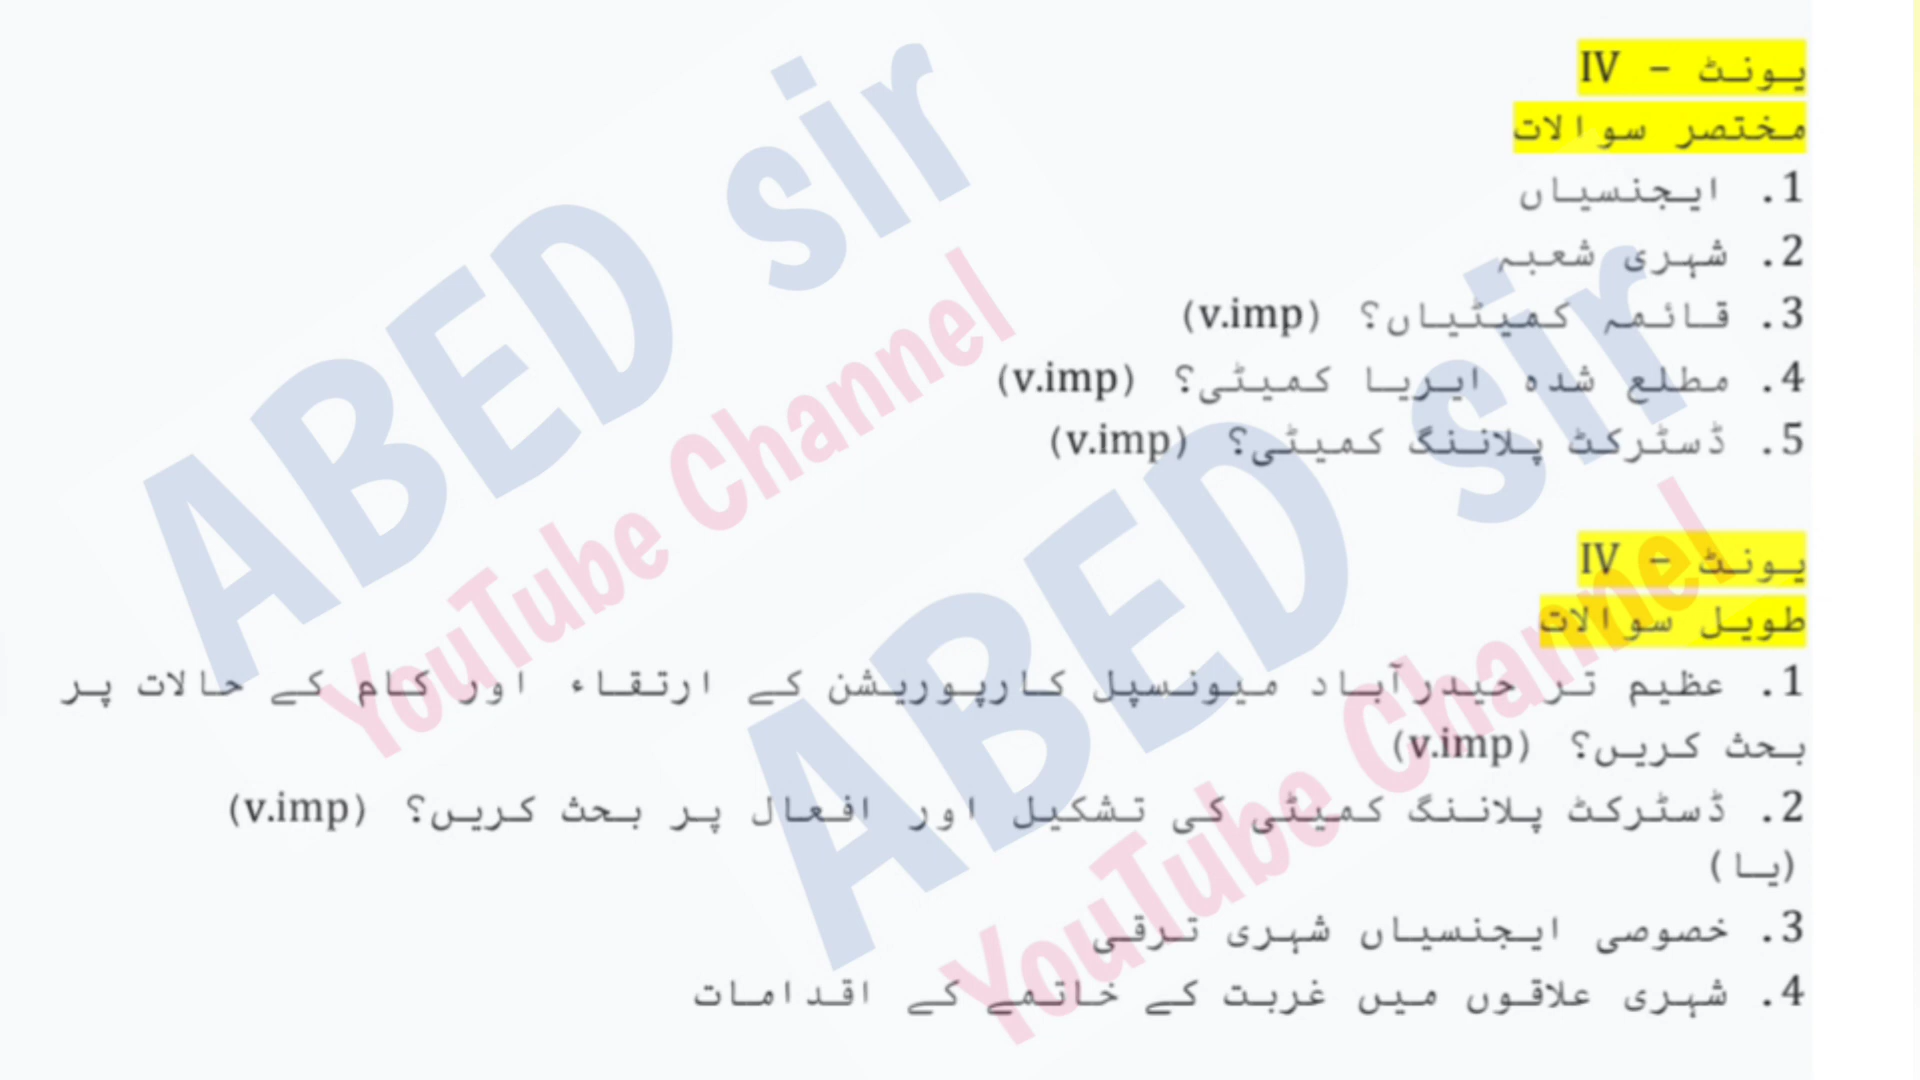 یونٹ - IV
مختصر سوالات
1. ایجنسیاں
2. شہری شعبہ
3. قائمہ کمیٹیاں؟ (v.imp)
4. مطلع شدہ ایریا کمیٹی؟ (v.imp)
5. ڈسٹرکٹ پلاننگ کمیٹی؟ (v.imp)
یونٹ - IV
طویل سوالات
1. عظیم تر حیدرآباد میونسپل کارپوریشن کے ارتقاء اور کام کے حالات پر
بحث کریں؟ (v.imp)
2. ڈسٹرکٹ پلاننگ کمیٹی کی تشکیل اور افعال پر بحث کریں؟ (v.imp)
(یا)
3. خصوصی ایجنسیاں شہری ترقی
4. شہری علاقوں میں غربت کے خاتمے کے اقدامات
ABED sir
YouTube Channel
ABED sir
YouTube Channel